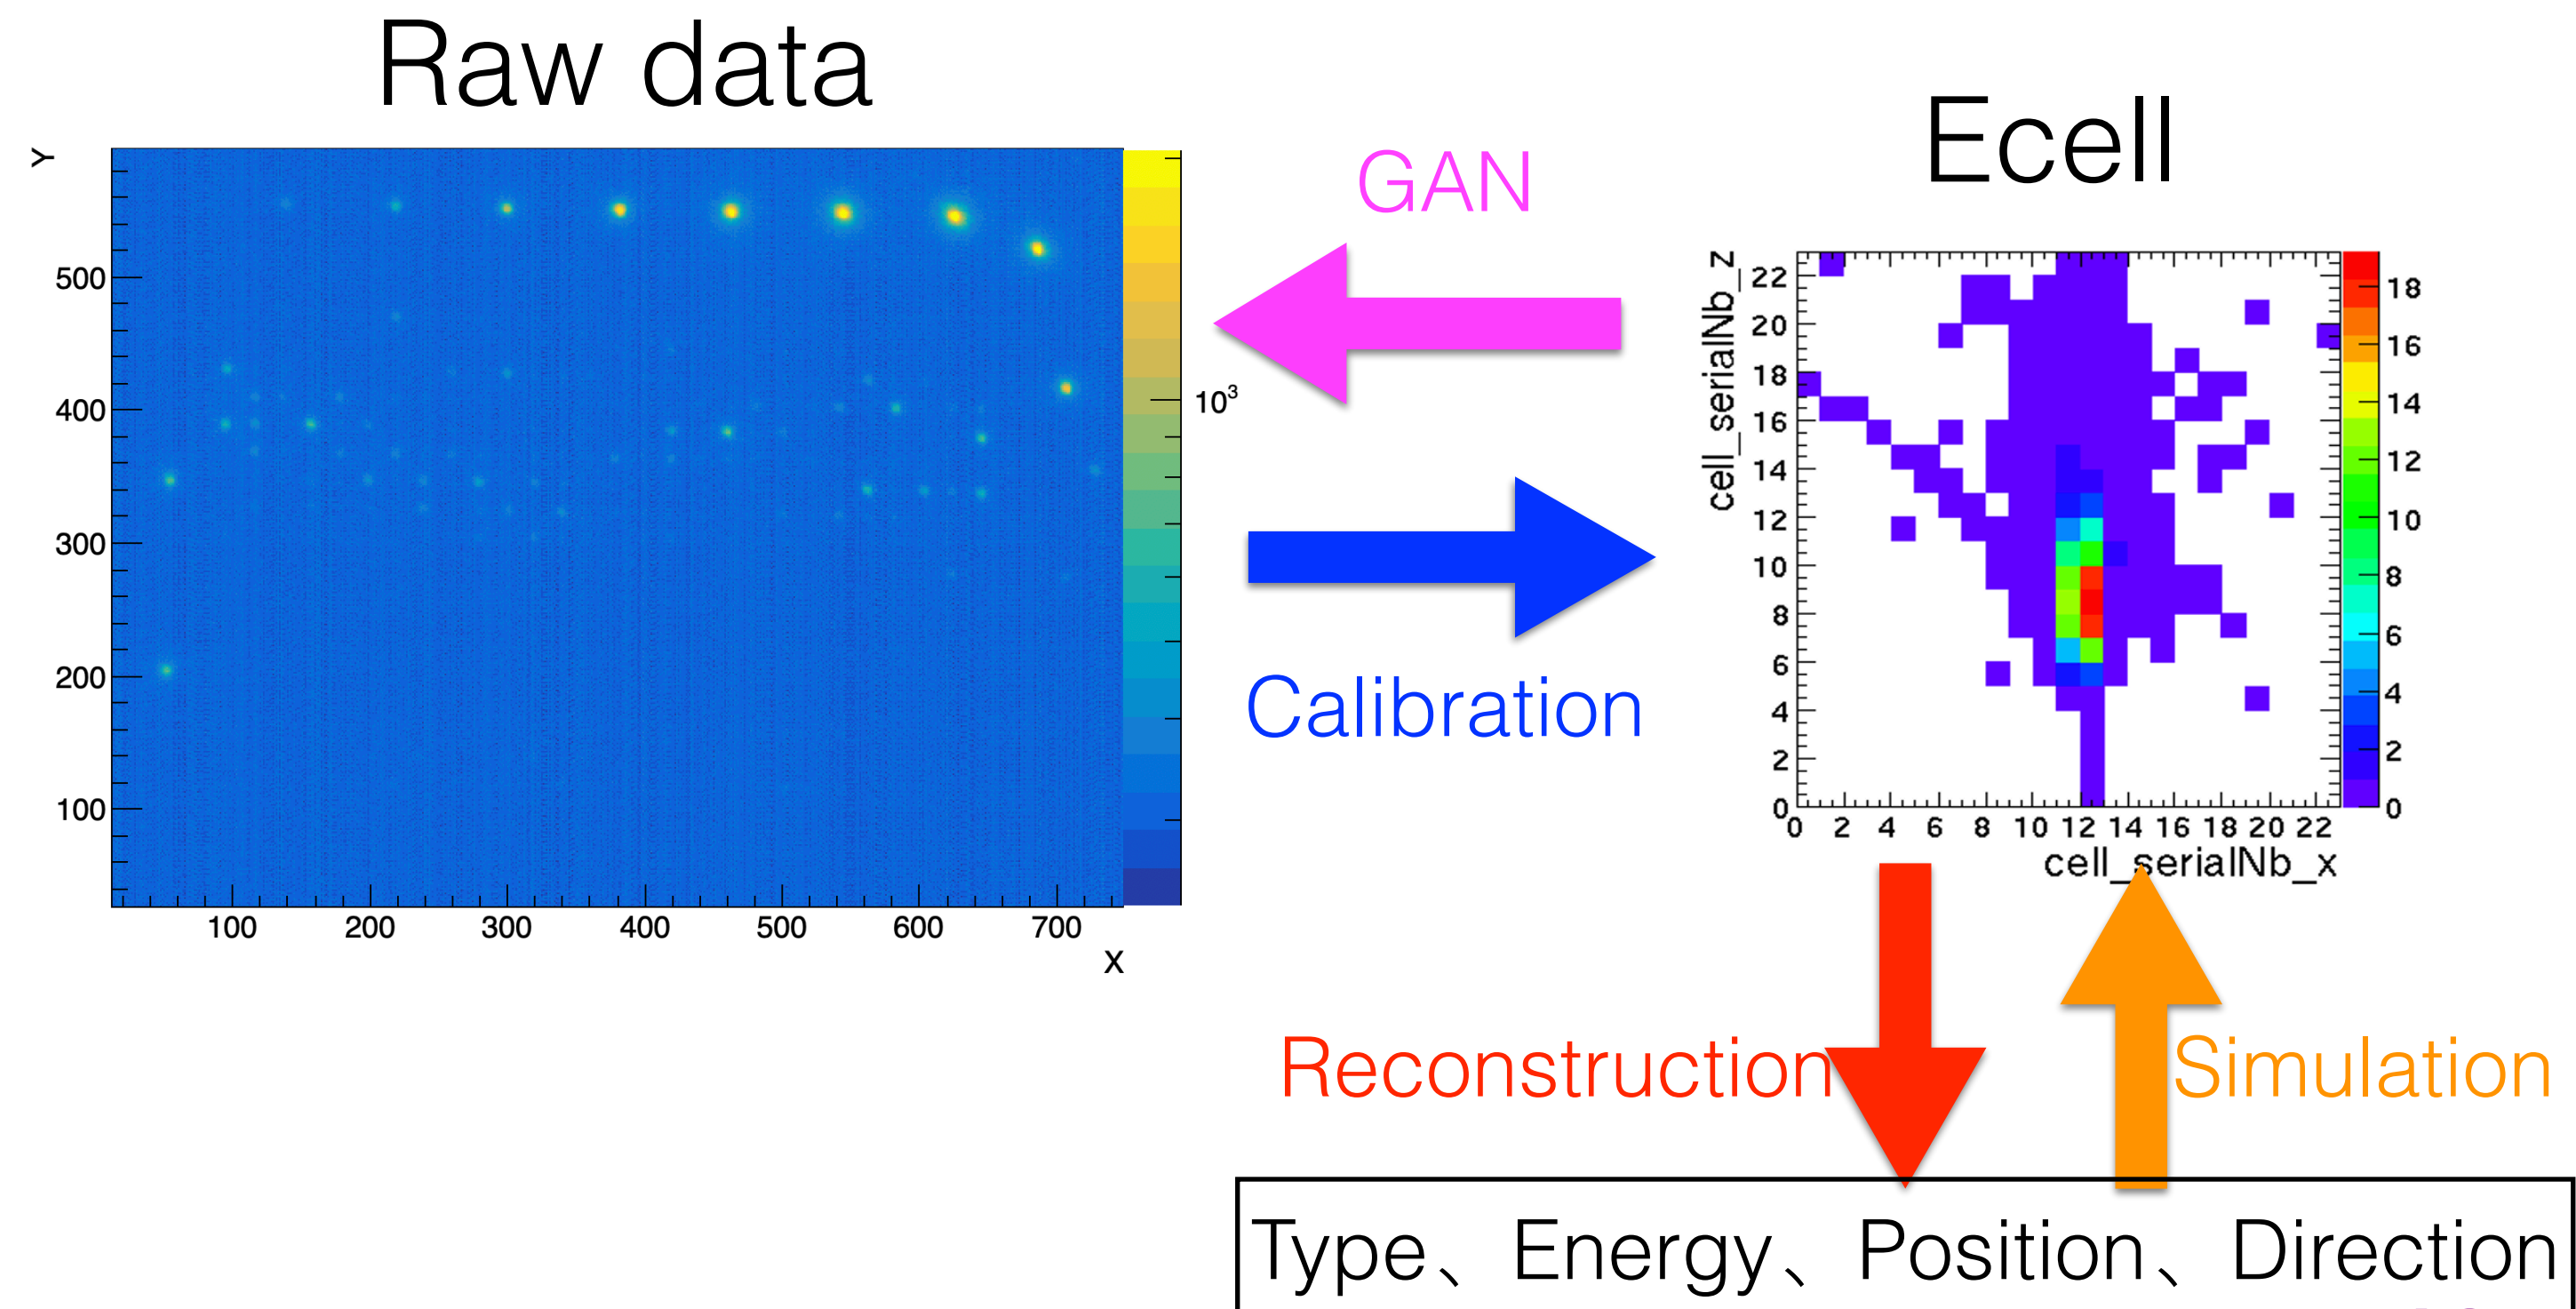 Raw data
Y
500
400
300
200
100
100 200 300 400 500 600 700
X
10³
GAN
Calibration
Ecell
cell_serialNb_z
22
20
18
16
14
12
10
8
6
4
2
0
0 2 4 6 8 10 12 14 16 18 20 22
cell_serialNb_x
18
16
14
12
10
8
6
4
2
0
Reconstruction
Simulation
Type、Energy、Position、Direction